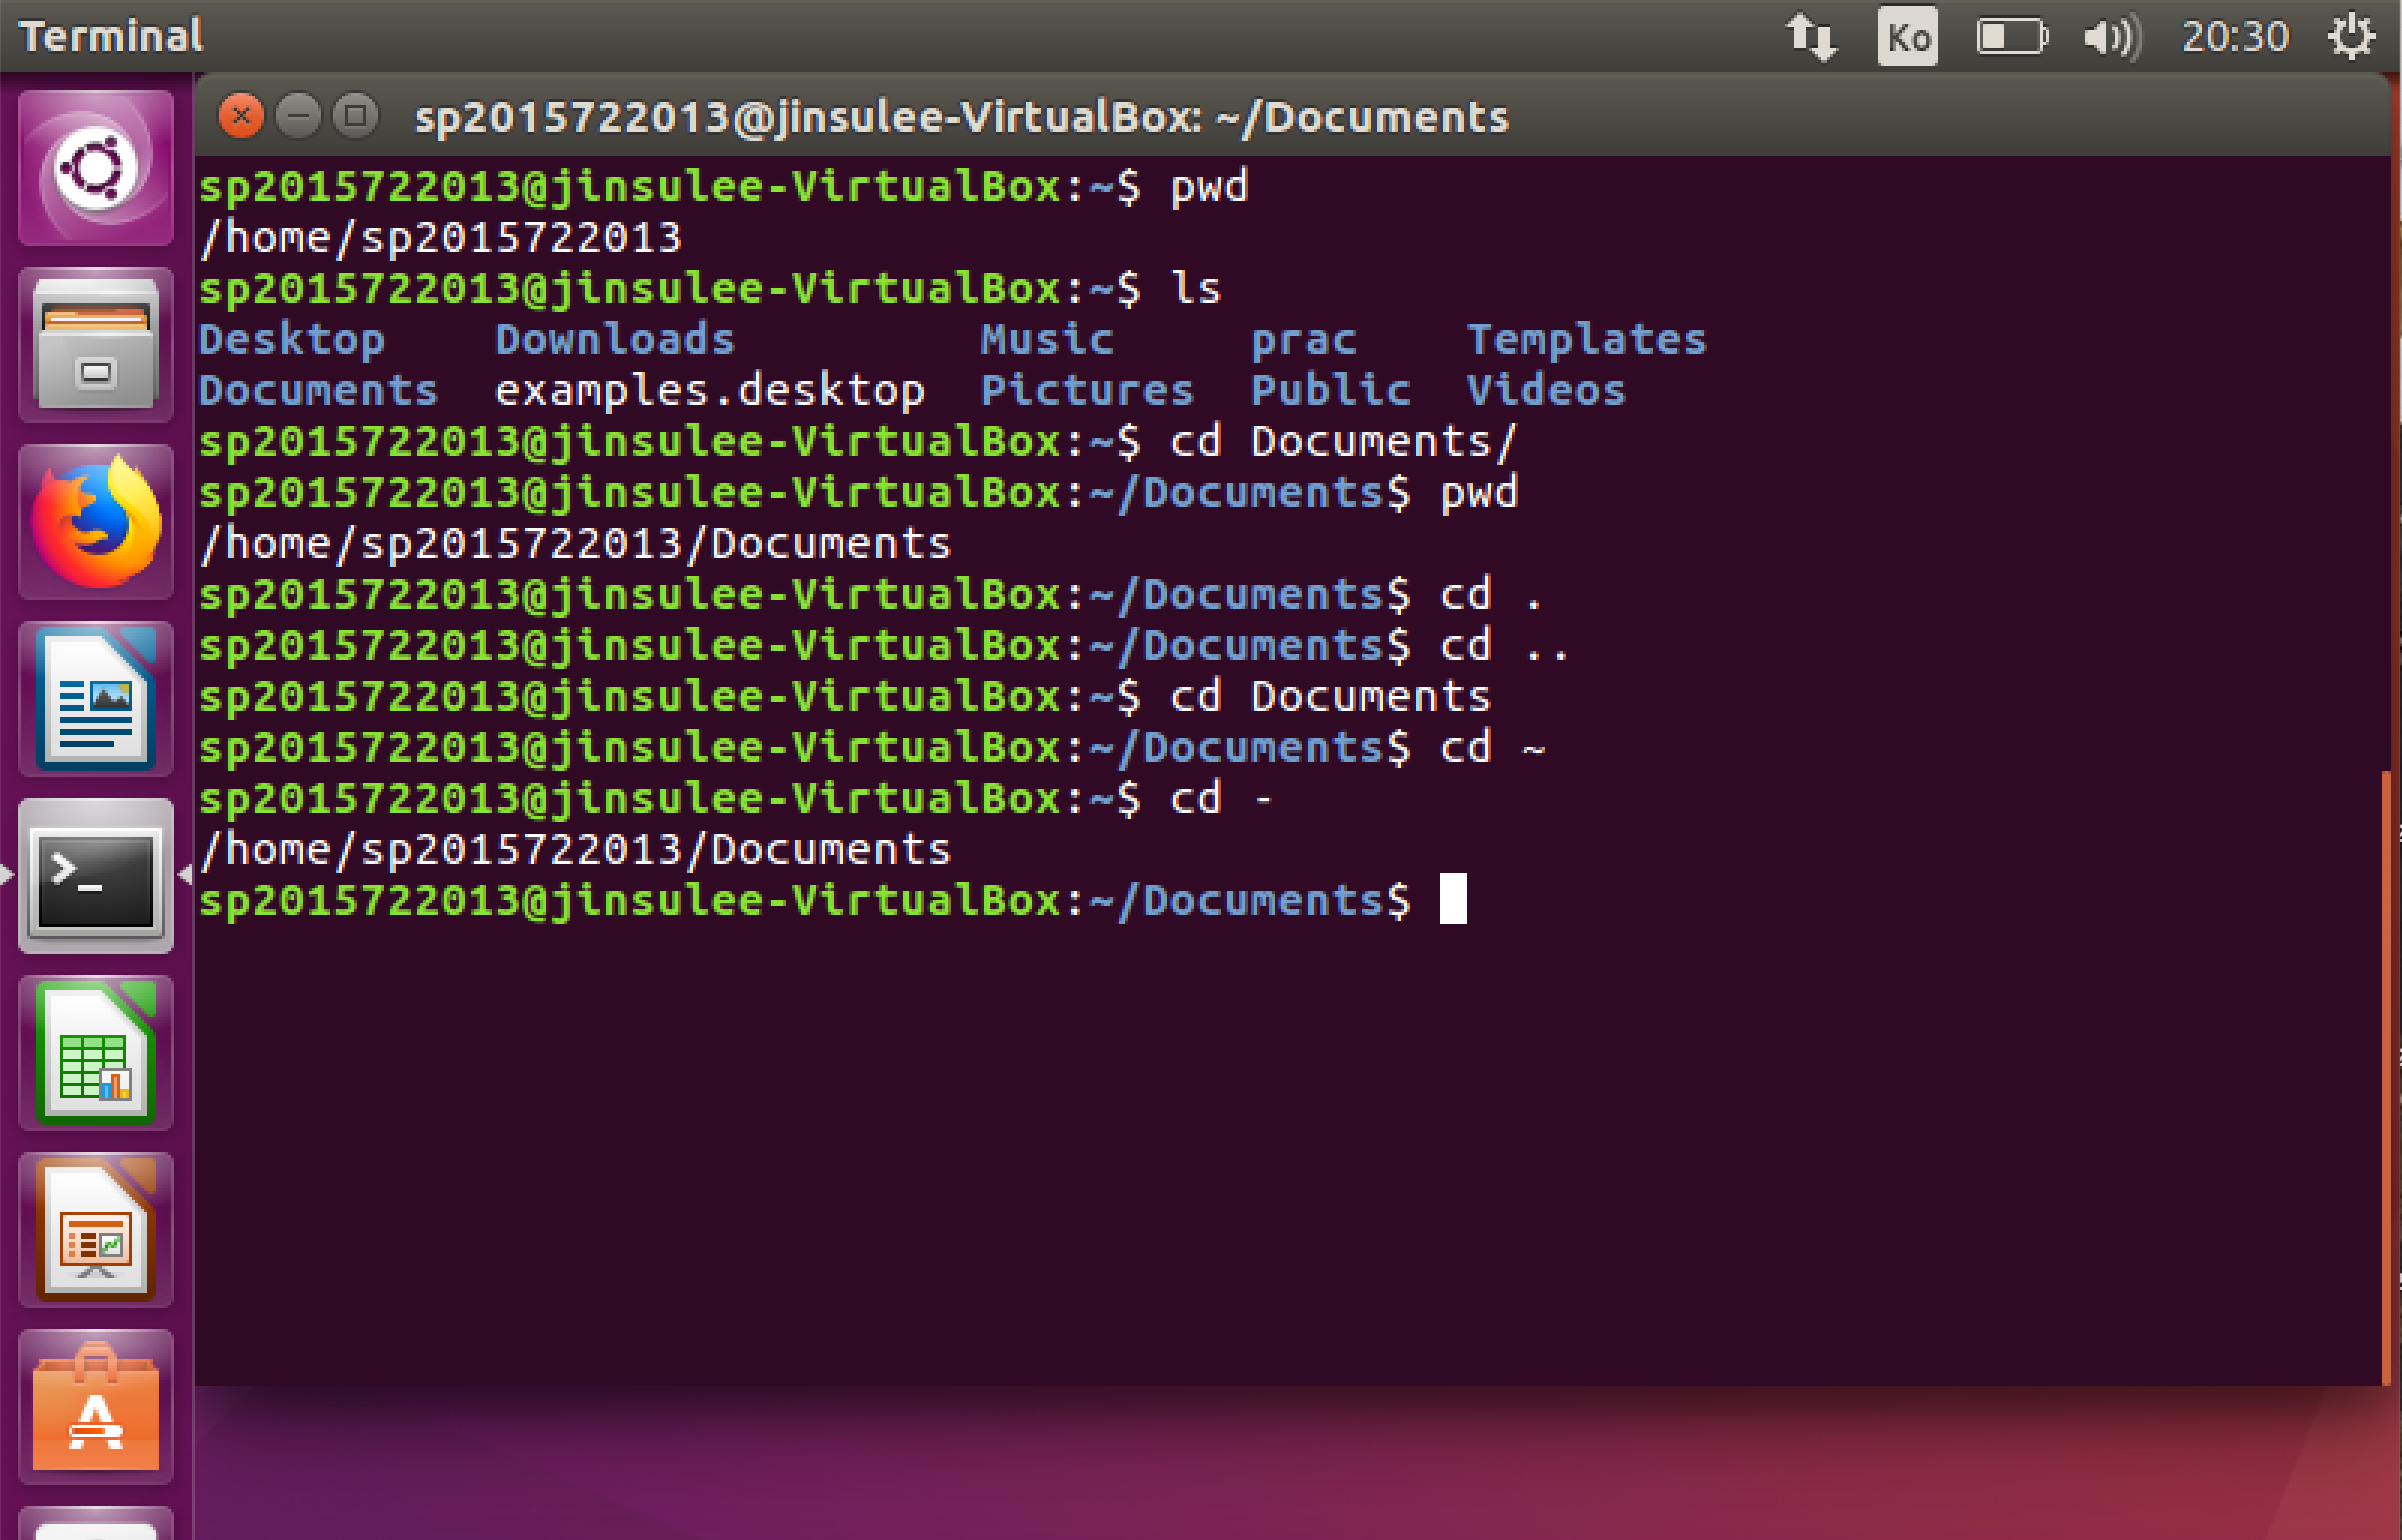 Terminal
Ko 20:30
sp2015722013@jinsulee-VirtualBox: ~/Documents
sp2015722013@jinsulee-VirtualBox:~$ pwd
/home/sp2015722013
sp2015722013@jinsulee-VirtualBox:~$ ls
Desktop    Downloads         Music     prac    Templates
Documents  examples.desktop  Pictures  Public  Videos
sp2015722013@jinsulee-VirtualBox:~$ cd Documents/
sp2015722013@jinsulee-VirtualBox:~/Documents$ pwd
/home/sp2015722013/Documents
sp2015722013@jinsulee-VirtualBox:~/Documents$ cd .
sp2015722013@jinsulee-VirtualBox:~/Documents$ cd ..
sp2015722013@jinsulee-VirtualBox:~$ cd Documents
sp2015722013@jinsulee-VirtualBox:~/Documents$ cd ~
sp2015722013@jinsulee-VirtualBox:~$ cd -
/home/sp2015722013/Documents
sp2015722013@jinsulee-VirtualBox:~/Documents$